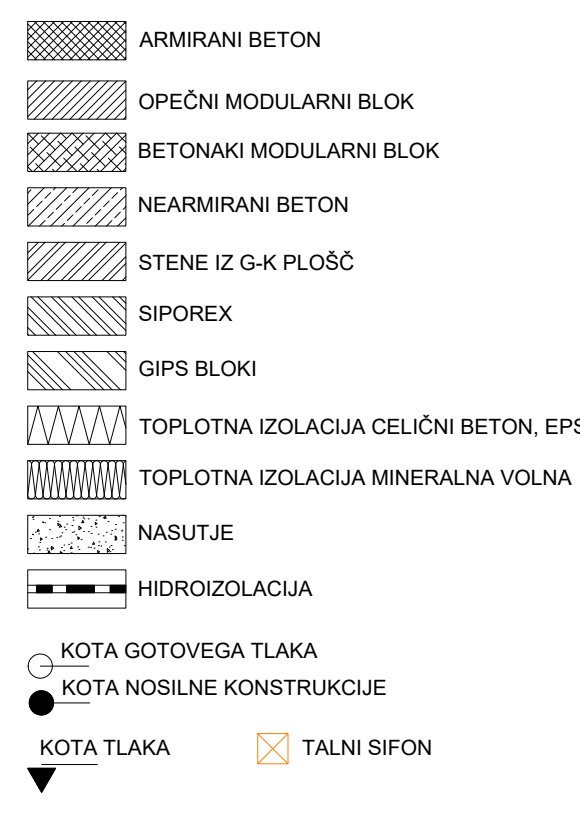 ARMIRANI BETON
OPEČNI MODULARNI BLOK
BETONAKI MODULARNI BLOK
NEARMIRANI BETON
STENE IZ G-K PLOŠČ
SIPOREX
GIPS BLOKI
TOPLOTNA IZOLACIJA CELIČNI BETON, EPS
TOPLOTNA IZOLACIJA MINERALNA VOLNA
NASUTJE
HIDROIZOLACIJA
KOTA GOTOVEGA TLAKA
KOTA NOSILNE KONSTRUKCIJE
KOTA TLAKA TALNI SIFON